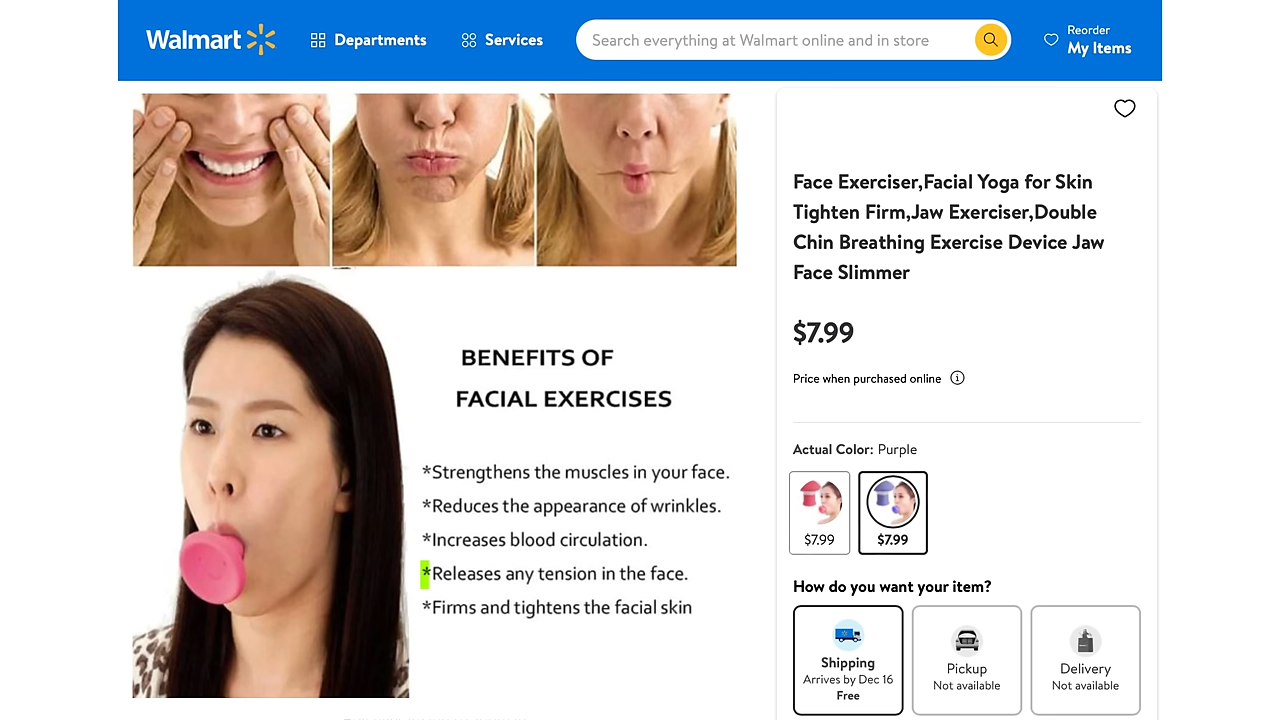 Walmart
Departments
Services
Search everything at Walmart online and in store
Reorder
My Items
BENEFITS OF
FACIAL EXERCISES
*Strengthens the muscles in your face.
*Reduces the appearance of wrinkles.
*Increases blood circulation.
*Releases any tension in the face.
*Firms and tightens the facial skin
Face Exerciser,Facial Yoga for Skin
Tighten Firm,Jaw Exerciser,Double
Chin Breathing Exercise Device Jaw
Face Slimmer
$7.99
Price when purchased online
Actual Color: Purple
$7.99
$7.99
How do you want your item?
Shipping
Arrives by Dec 16
Free
Pickup
Not available
Delivery
Not available